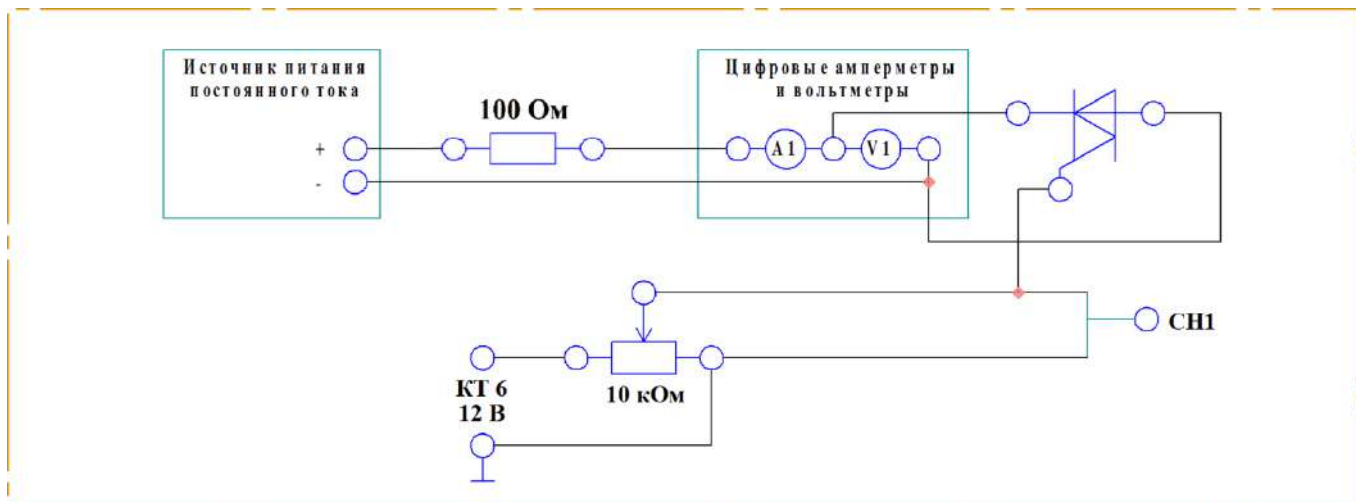 Источник питания
постоянного тока
Цифровые амперметры
и вольтметры
100 Ом
+
A1
V1
-
CH1
КТ 6
12 В
10 кОм